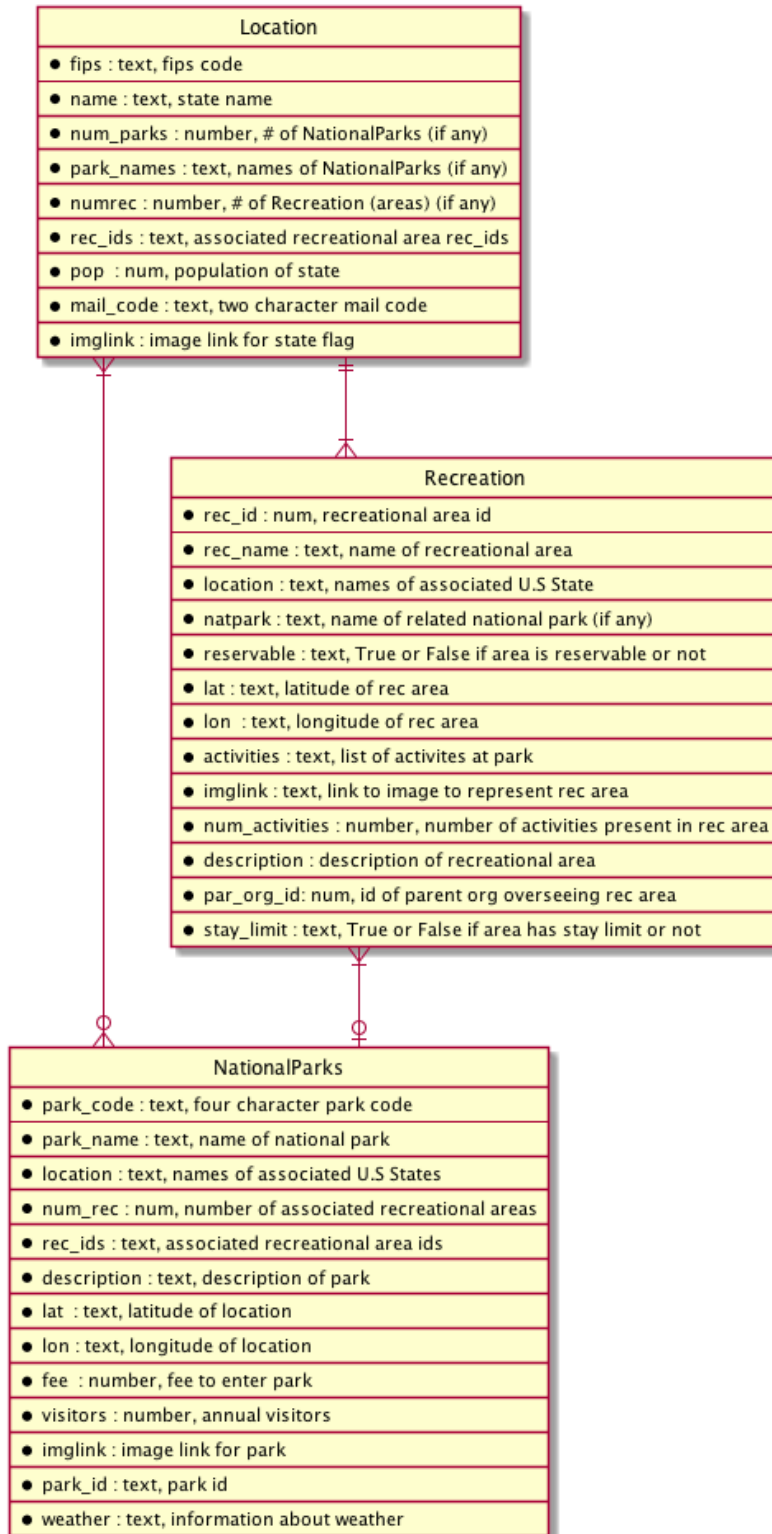 Location
fips : text, fips code
name : text, state name
num_parks : number, # of NationalParks (if any)
park_names : text, names of NationalParks (if any)
numrec : number, # of Recreation (areas) (if any)
rec_ids : text, associated recreational area rec_ids
pop : num, population of state
mail_code : text, two character mail code
imglink : image link for state flag
Recreation
rec_id : num, recreational area id
rec_name : text, name of recreational area
location : text, names of associated U.S State
natpark : text, name of related national park (if any)
reservable : text, True or False if area is reservable or not
lat : text, latitude of rec area
lon : text, longitude of rec area
activities : text, list of activites at park
imglink : text, link to image to represent rec area
num_activities : number, number of activities present in rec area
description : description of recreational area
par_org_id: num, id of parent org overseeing rec area
stay_limit : text, True or False if area has stay limit or not
NationalParks
park_code : text, four character park code
park_name : text, name of national park
location : text, names of associated U.S States
num_rec : num, number of associated recreational areas
rec_ids : text, associated recreational area ids
description : text, description of park
lat : text, latitude of location
lon : text, longitude of location
fee : number, fee to enter park
visitors : number, annual visitors
imglink : image link for park
park_id : text, park id
weather : text, information about weather